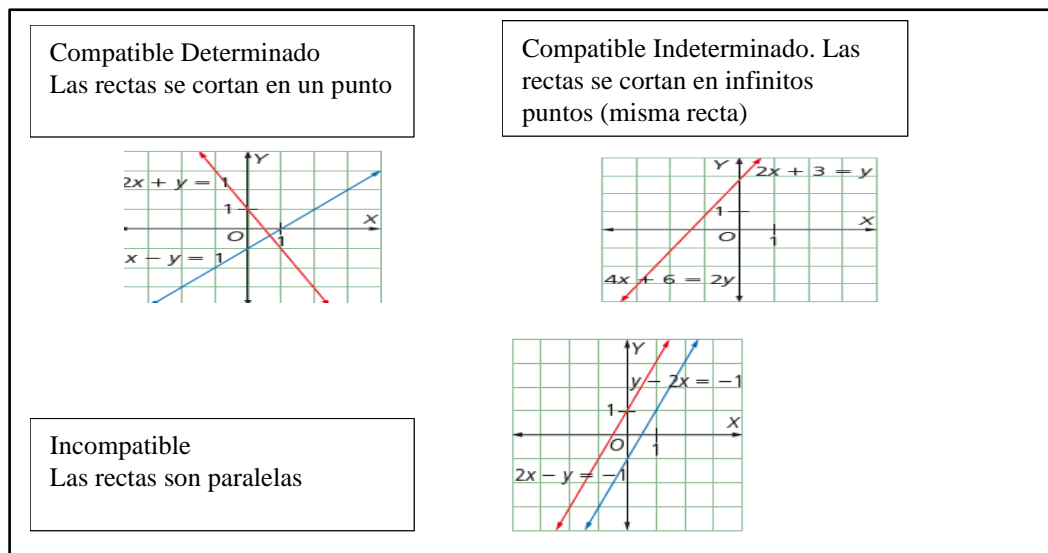 Compatible Determinado
Las rectas se cortan en un punto
Compatible Indeterminado. Las
rectas se cortan en infinitos
puntos (misma recta)
Y
2x + y = 1
1
X
O
1
x − y = 1
Y
2x + 3 = y
1
X
O
1
4x + 6 = 2y
Y
y − 2x = −1
1
X
O
1
2x − y = −1
Incompatible
Las rectas son paralelas